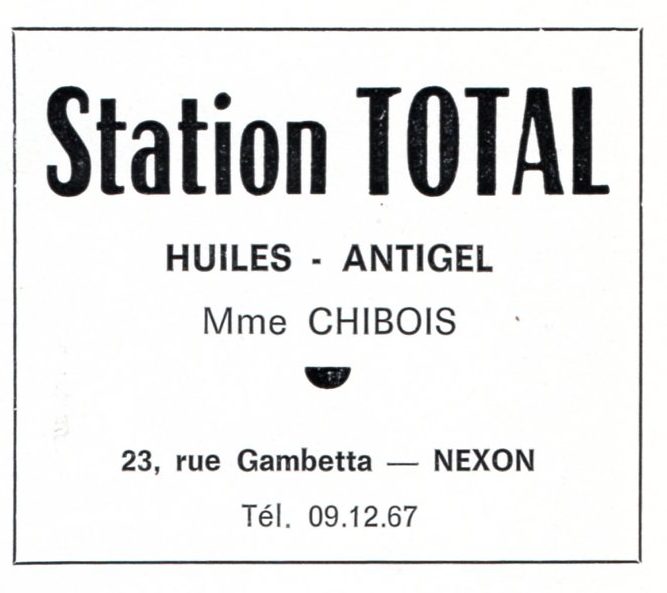 Station TOTAL
HUILES - ANTIGEL
Mme CHIBOIS
23, rue Gambetta — NEXON
Tél. 09.12.67